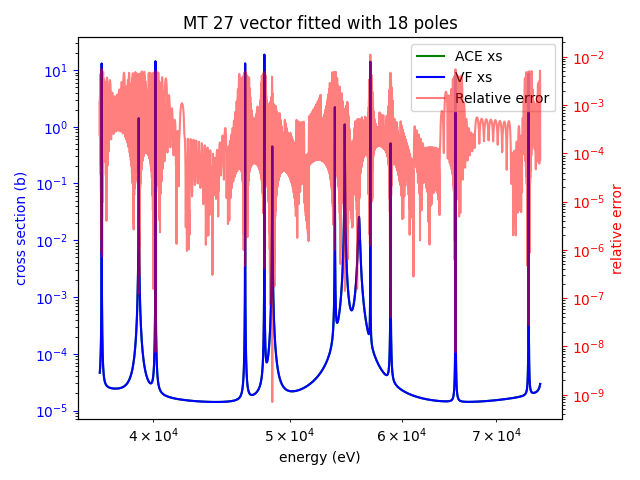 MT 27 vector fitted with 18 poles
ACE xs
VF xs
Relative error
10¹
10⁰
10⁻¹
10⁻²
10⁻³
10⁻⁴
10⁻⁵
cross section (b)
10⁻²
10⁻³
10⁻⁴
10⁻⁵
10⁻⁶
10⁻⁷
10⁻⁸
10⁻⁹
relative error
4 × 10⁴
5 × 10⁴
6 × 10⁴
7 × 10⁴
energy (eV)